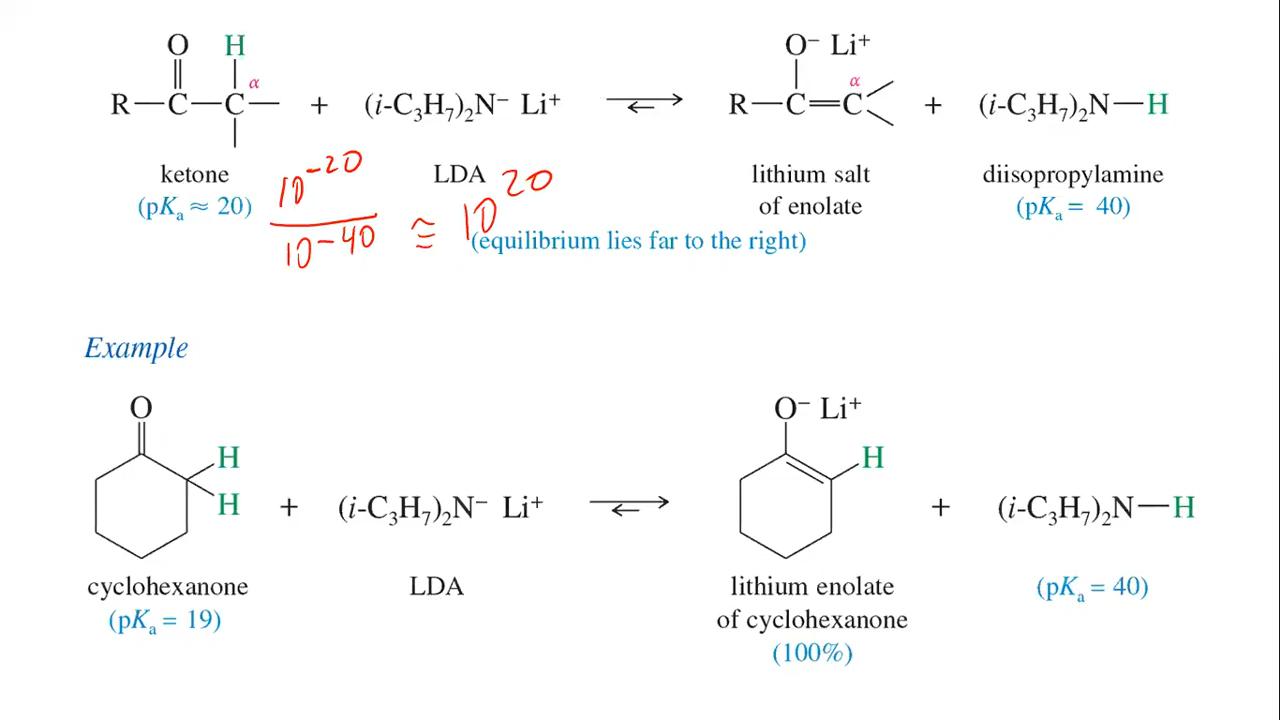 O H O⁻ Li⁺
α α
R—C—C— + (i-C₃H₇)₂N⁻ Li⁺ R—C=C + (i-C₃H₇)₂N—H
ketone LDA lithium salt diisopropylamine
(pKₐ ≈ 20) of enolate (pKₐ = 40)
10⁻²⁰
10⁻⁴⁰ ≅ 10²⁰
(equilibrium lies far to the right)
Example
O O⁻ Li⁺
H H
H + (i-C₃H₇)₂N⁻ Li⁺ + (i-C₃H₇)₂N—H
cyclohexanone LDA lithium enolate (pKₐ = 40)
(pKₐ = 19) of cyclohexanone
(100%)